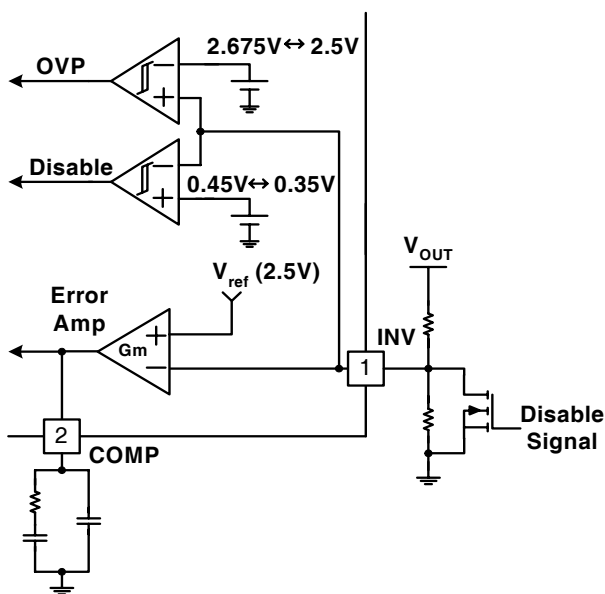 2.675V↔2.5V
OVP
−
+
Disable
−
0.45V↔0.35V
+
V_ref (2.5V)
V_OUT
Error
Amp
+
Gm
−
INV
1
Disable
Signal
2
COMP